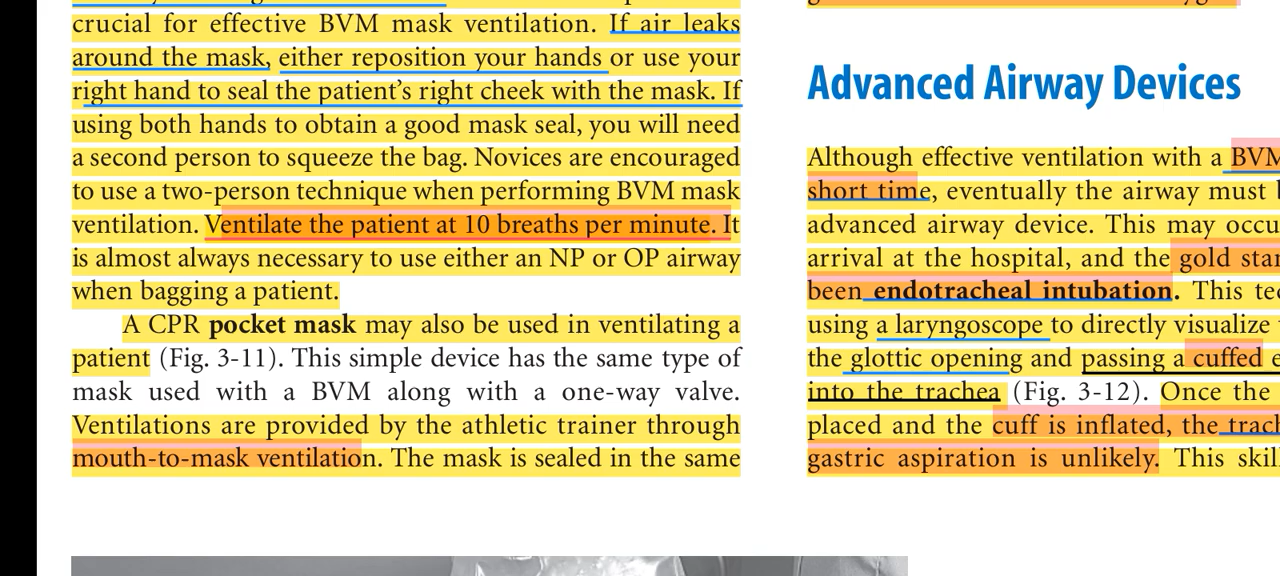 crucial for effective BVM mask ventilation. If air leaks
around the mask, either reposition your hands or use your
right hand to seal the patient's right cheek with the mask. If
using both hands to obtain a good mask seal, you will need
a second person to squeeze the bag. Novices are encouraged
to use a two-person technique when performing BVM mask
ventilation. Ventilate the patient at 10 breaths per minute. It
is almost always necessary to use either an NP or OP airway
when bagging a patient.
A CPR pocket mask may also be used in ventilating a
patient (Fig. 3-11). This simple device has the same type of
mask used with a BVM along with a one-way valve.
Ventilations are provided by the athletic trainer through
mouth-to-mask ventilation. The mask is sealed in the same
Advanced Airway Devices
Although effective ventilation with a BVM
short time, eventually the airway must
advanced airway device. This may
arrival at the hospital, and the gold
been endotracheal intubation. This
using a laryngoscope to directly visualize
the glottic opening and passing a cuffed
into the trachea (Fig. 3-12). Once the
placed and the cuff is inflated, the
gastric aspiration is unlikely. This